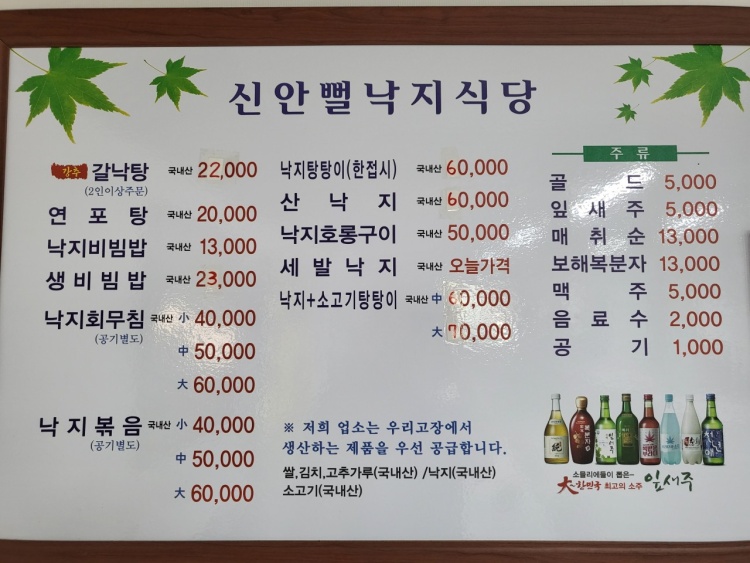 신안뻘낙지식당
강추 갈낙탕 국내산 22,000
(2인이상주문)
연포탕 국내산 20,000
낙지비빔밥 국내산 13,000
생비빔밥 국내산 23,000
낙지회무침 국내산 小 40,000
(공기별도)
中 50,000
大 60,000
낙지볶음 국내산 小 40,000
(공기별도)
中 50,000
大 60,000
낙지탕탕이(한접시) 국내산 60,000
산낙지 국내산 60,000
낙지호롱구이 국내산 50,000
세발낙지 국내산 오늘가격
낙지+소고기탕탕이 국내산 中 60,000
大 70,000
※ 저희 업소는 우리고장에서
생산하는 제품을 우선 공급합니다.
쌀,김치,고추가루(국내산) /낙지(국내산)
소고기(국내산)
주류
골드 5,000
잎새주 5,000
매취순 13,000
보해복분자 13,000
맥주 5,000
음료수 2,000
공기 1,000
소믈리에들이 뽑은~
大~한민국 최고의 소주 잎새주